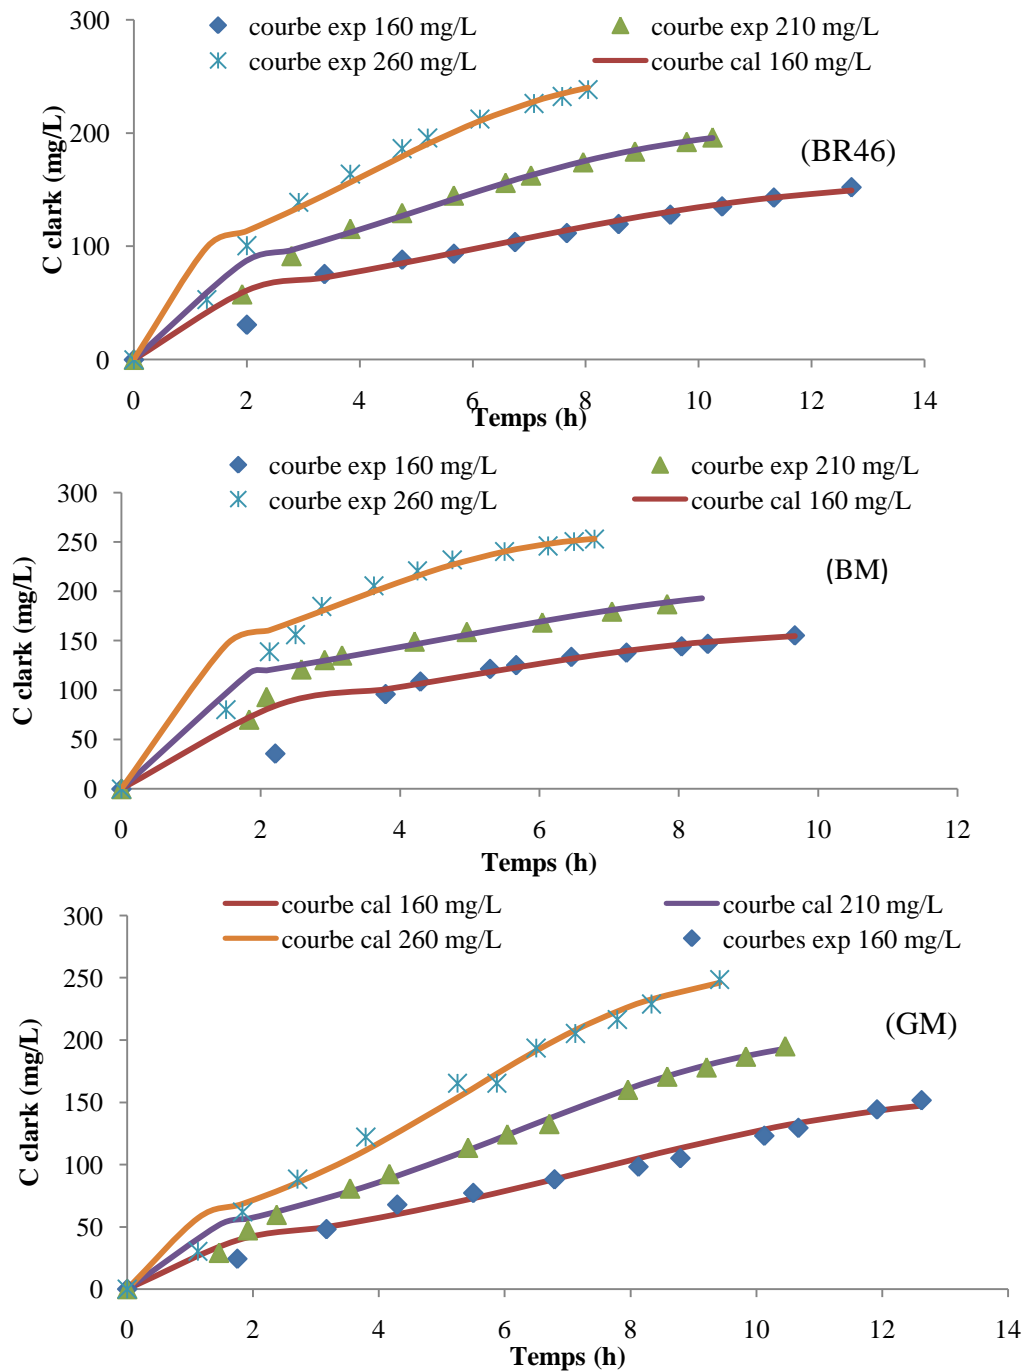 courbe exp 160 mg/L courbe exp 210 mg/L
courbe exp 260 mg/L courbe cal 160 mg/L
C clark (mg/L)
300
200
100
0
(BR46)
0 2 4 6 8 10 12 14
Temps (h)
courbe exp 160 mg/L courbe exp 210 mg/L
courbe exp 260 mg/L courbe cal 160 mg/L
C clark (mg/L)
300
250
200
150
100
50
0
(BM)
0 2 4 6 8 10 12
Temps (h)
courbe cal 160 mg/L courbe cal 210 mg/L
courbe cal 260 mg/L courbes exp 160 mg/L
C clark (mg/L)
300
250
200
150
100
50
0
(GM)
0 2 4 6 8 10 12 14
Temps (h)